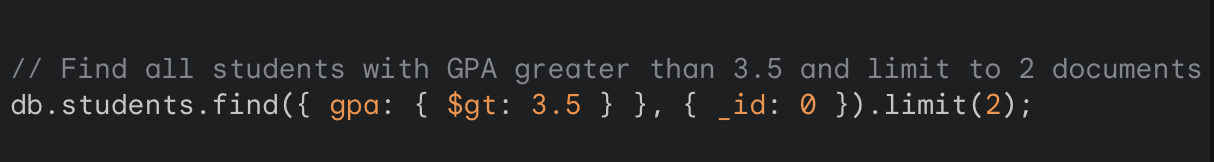 // Find all students with GPA greater than 3.5 and limit to 2 documents
db.students.find({ gpa: { $gt: 3.5 } }, { _id: 0 }).limit(2);